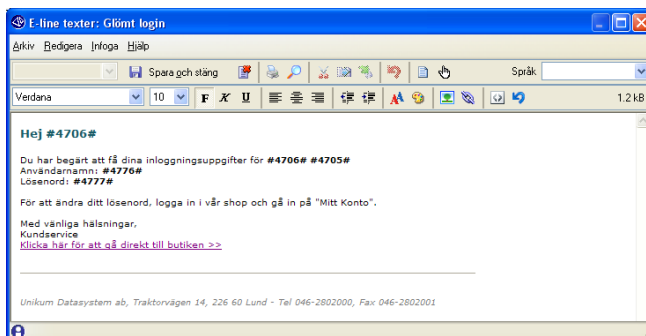 E-line texter: Glömt login
Arkiv Redigera Infoga Hjälp
Spara och stäng Språk
Verdana 10 F K U 1.2 kB
Hej #4706#
Du har begärt att få dina inloggningsuppgifter för #4706# #4705#
Användarnamn: #4776#
Lösenord: #4777#
För att ändra ditt lösenord, logga in i vår shop och gå in på "Mitt Konto".
Med vänliga hälsningar,
Kundservice
Klicka här för att gå direkt till butiken >>
Unikum Datasystem ab, Traktorvägen 14, 226 60 Lund - Tel 046-2802000, Fax 046-2802001